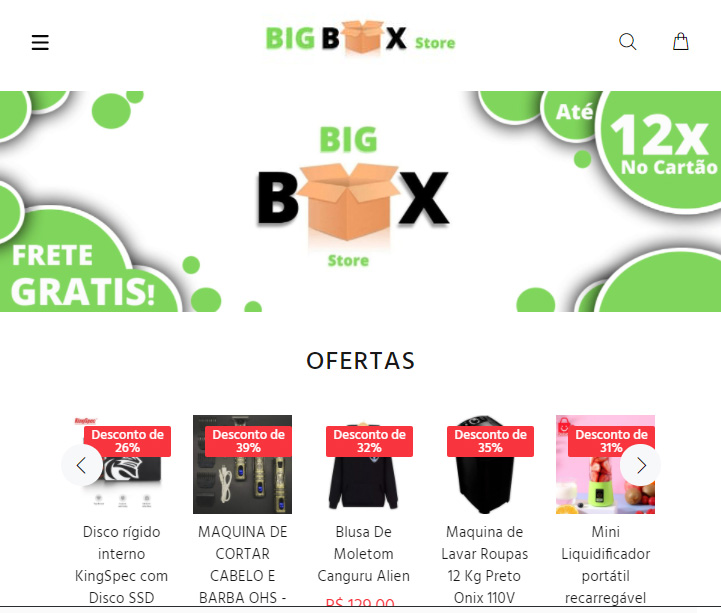 BIG BOX Store
Até
12x
No Cartão
BIG
BOX
Store
FRETE
GRATIS!
OFERTAS
KingSpec
Desconto de
26%
Desconto de
39%
Desconto de
32%
Desconto de
35%
Desconto de
31%
Disco rígido
interno
KingSpec com
Disco SSD
MAQUINA DE
CORTAR
CABELO E
BARBA OHS -
Blusa De
Moletom
Canguru Alien
R$ 129,00
Maquina de
Lavar Roupas
12 Kg Preto
Onix 110V
Mini
Liquidificador
portátil
recarregável